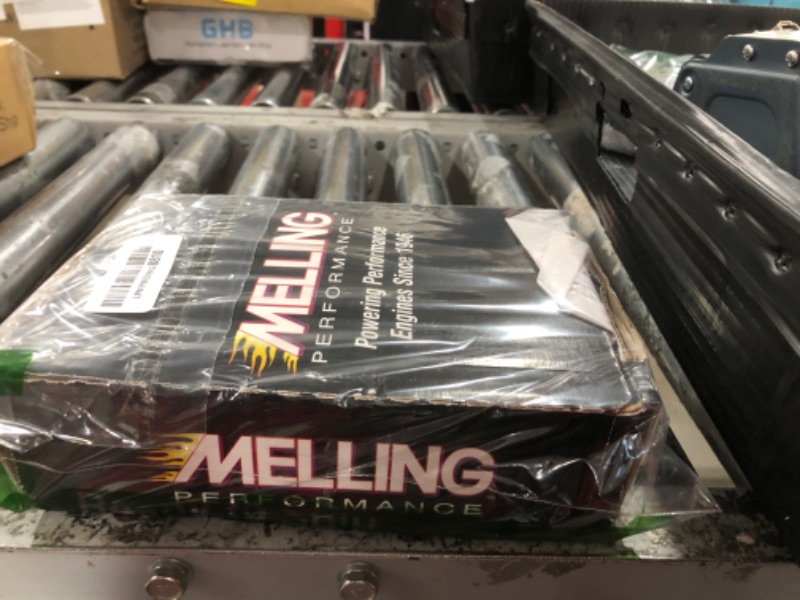 GHB
MELLING
PERFORMANCE
Powering Performance
Engines Since 1946
MELLING
PERFORMANCE